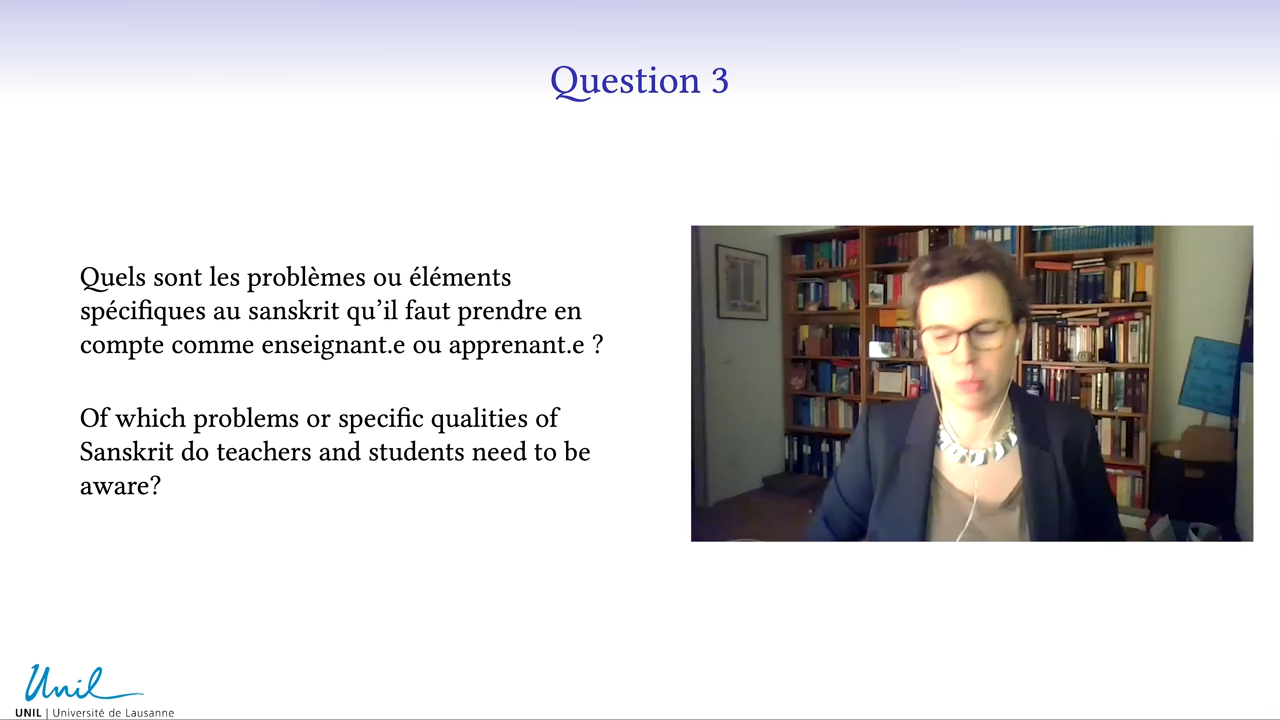 Question 3
Quels sont les problèmes ou éléments
spécifiques au sanskrit qu’il faut prendre en
compte comme enseignant.e ou apprenant.e ?
Of which problems or specific qualities of
Sanskrit do teachers and students need to be
aware?
Unil
UNIL | Université de Lausanne